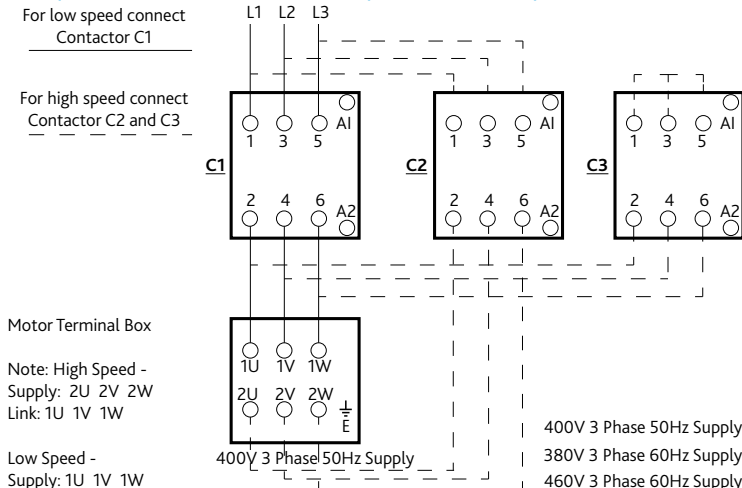 For low speed connect
Contactor C1
L1 L2 L3
For high speed connect
Contactor C2 and C3
C1
1 3 5 AI
2 4 6 A2
C2
1 3 5 AI
2 4 6 A2
C3
1 3 5 AI
2 4 6 A2
Motor Terminal Box
Note: High Speed -
Supply: 2U 2V 2W
Link: 1U 1V 1W
Low Speed -
Supply: 1U 1V 1W
1U 1V 1W
2U 2V 2W
E
400V 3 Phase 50Hz Supply
400V 3 Phase 50Hz Supply
380V 3 Phase 60Hz Supply
460V 3 Phase 60Hz Supply